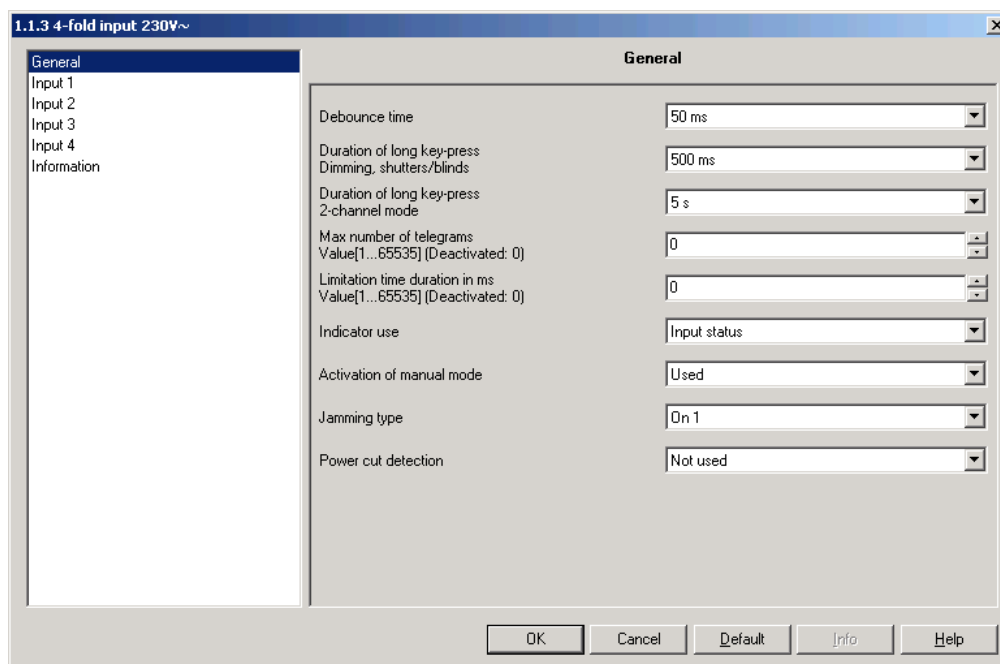 1.1.3 4-fold input 230V~
General
Input 1
Input 2
Input 3
Input 4
Information
General
Debounce time
50 ms
Duration of long key-press
Dimming, shutters/blinds
500 ms
Duration of long key-press
2-channel mode
5 s
Max number of telegrams
Value[1...65535] (Deactivated: 0)
0
Limitation time duration in ms
Value[1...65535] (Deactivated: 0)
0
Indicator use
Input status
Activation of manual mode
Used
Jamming type
On 1
Power cut detection
Not used
OK
Cancel
Default
Info
Help